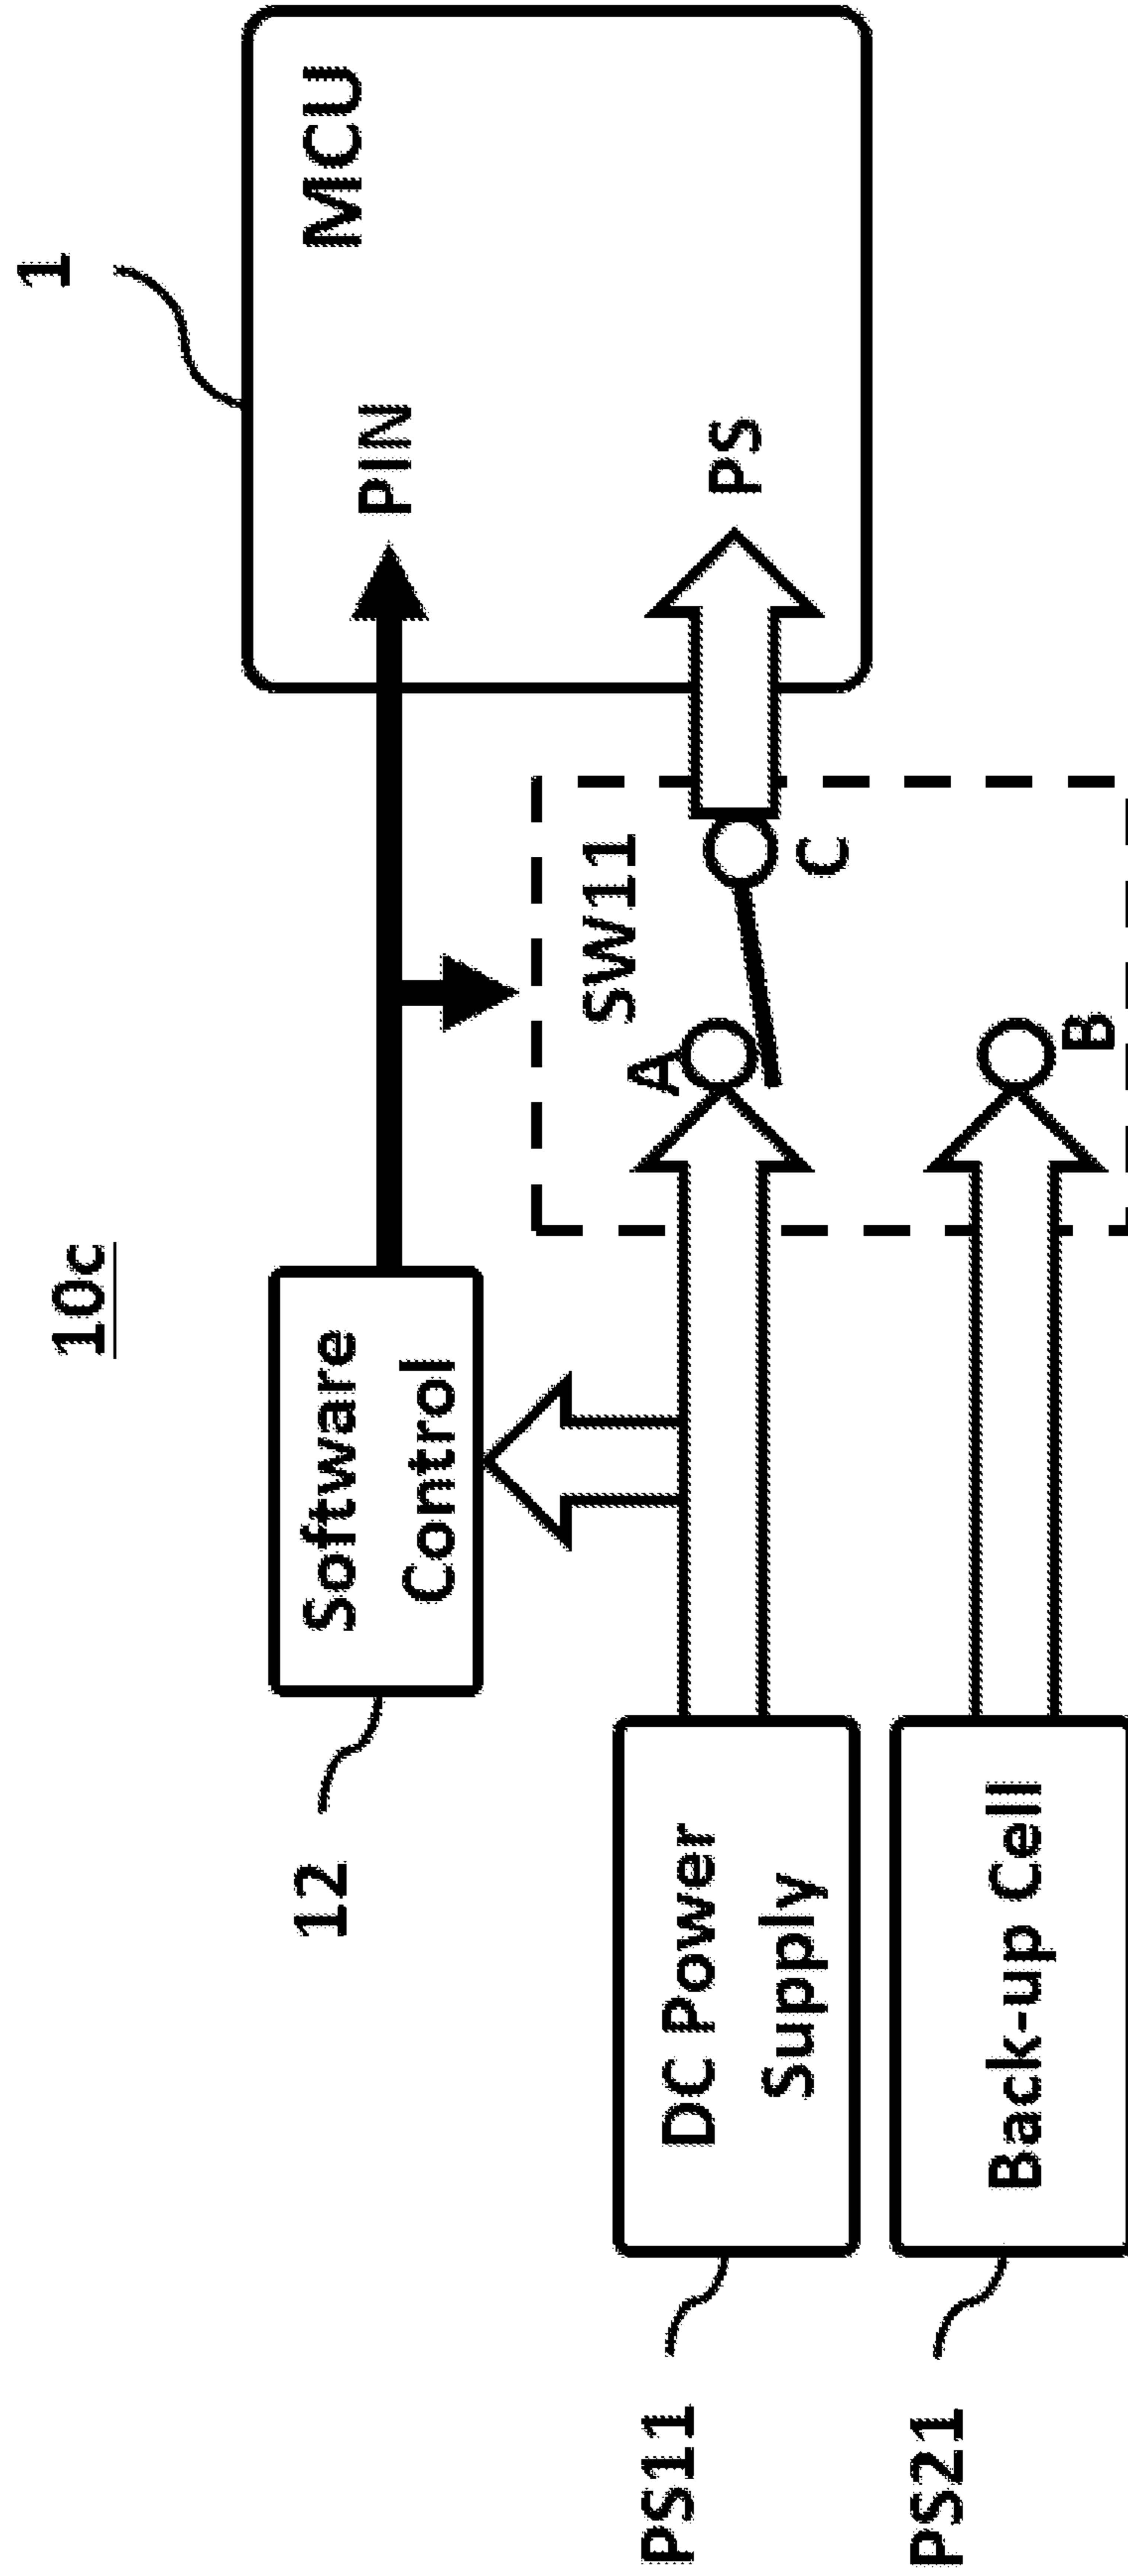 10c
1
12
Software
Control
MCU
PIN
PS
SW11
A
C
B
PS11
DC Power
Supply
PS21
Back-up Cell